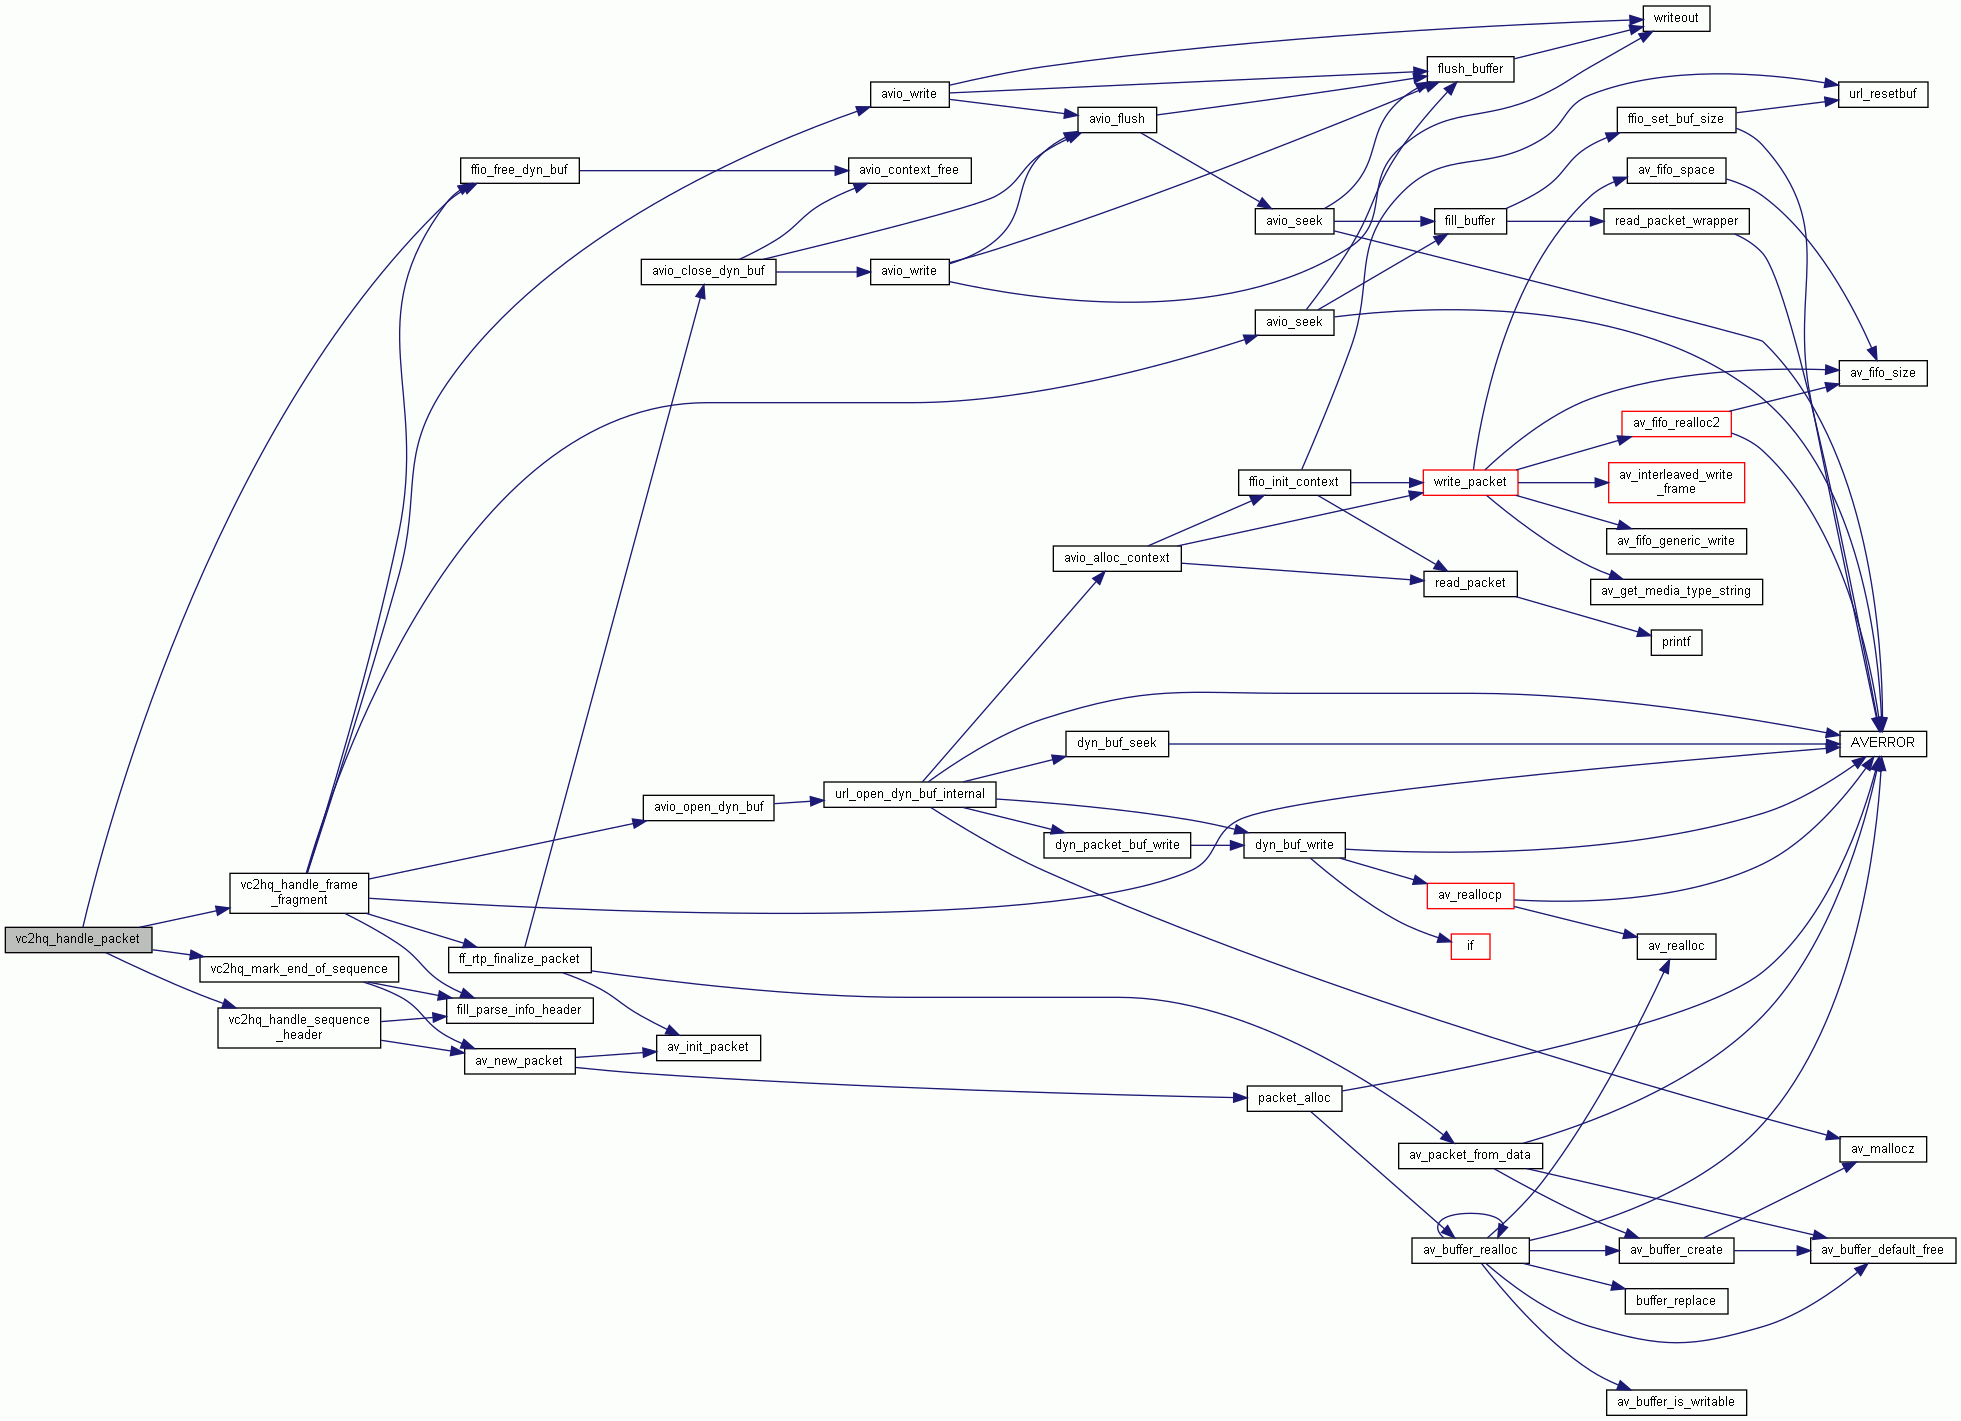 writeout
flush_buffer
avio_write
url_resetbuf
avio_flush
ffio_set_buf_size
ffio_free_dyn_buf
avio_context_free
av_fifo_space
avio_seek
fill_buffer
read_packet_wrapper
avio_close_dyn_buf
avio_write
avio_seek
av_fifo_size
av_fifo_realloc2
ffio_init_context
write_packet
av_interleaved_write
_frame
av_fifo_generic_write
avio_alloc_context
read_packet
av_get_media_type_string
printf
dyn_buf_seek
AVERROR
url_open_dyn_buf_internal
avio_open_dyn_buf
dyn_packet_buf_write
dyn_buf_write
vc2hq_handle_frame
_fragment
av_reallocp
vc2hq_handle_packet
if
av_realloc
ff_rtp_finalize_packet
vc2hq_mark_end_of_sequence
fill_parse_info_header
vc2hq_handle_sequence
_header
av_init_packet
av_new_packet
packet_alloc
av_packet_from_data
av_mallocz
av_buffer_realloc
av_buffer_create
av_buffer_default_free
buffer_replace
av_buffer_is_writable